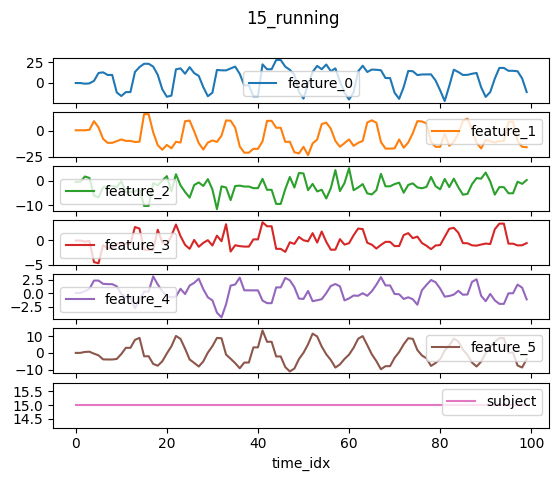 15_running
25
0
feature_0
0
−25
feature_1
0
−10
feature_2
0
−5
feature_3
2.5
0.0
−2.5
feature_4
10
0
−10
feature_5
15.5
15.0
14.5
subject
0 20 40 60 80 100
time_idx